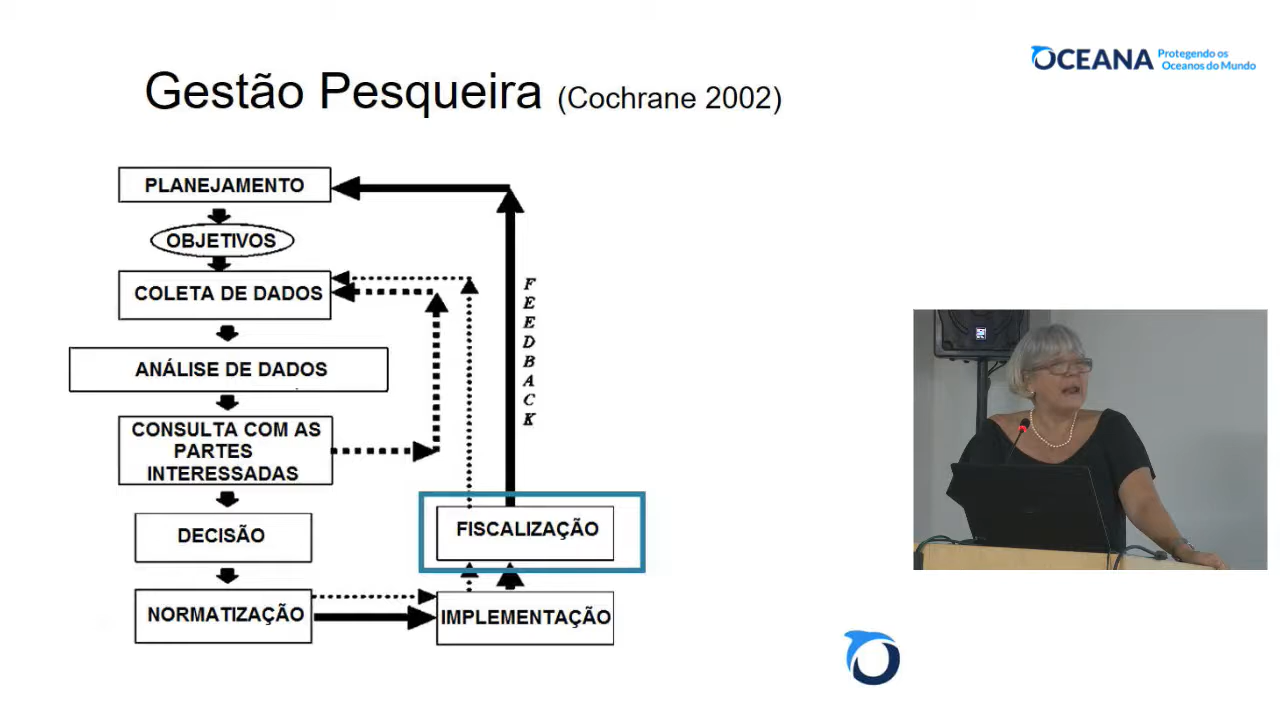 OCEANA Protegendo os
Oceanos do Mundo
Gestão Pesqueira (Cochrane 2002)
PLANEJAMENTO
OBJETIVOS
COLETA DE DADOS
ANÁLISE DE DADOS
CONSULTA COM AS
PARTES
INTERESSADAS
DECISÃO
NORMATIZAÇÃO
IMPLEMENTAÇÃO
FISCALIZAÇÃO
FEEDBACK